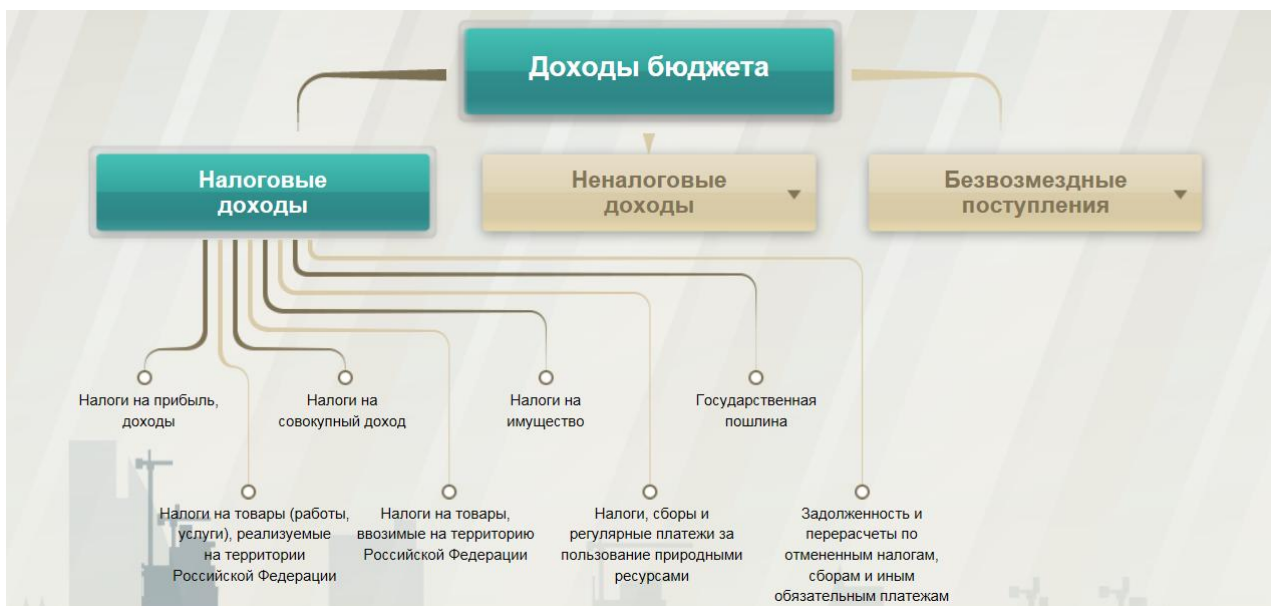 Доходы бюджета
Налоговые
доходы
Неналоговые
доходы
Безвозмездные
поступления
Налоги на прибыль,
доходы
Налоги на
совокупный доход
Налоги на
имущество
Государственная
пошлина
Налоги на товары (работы,
услуги), реализуемые
на территории
Российской Федерации
Налоги на товары,
ввозимые на территорию
Российской Федерации
Налоги, сборы и
регулярные платежи за
пользование природными
ресурсами
Задолженность и
перерасчеты по
отмененным налогам,
сборам и иным
обязательным платежам